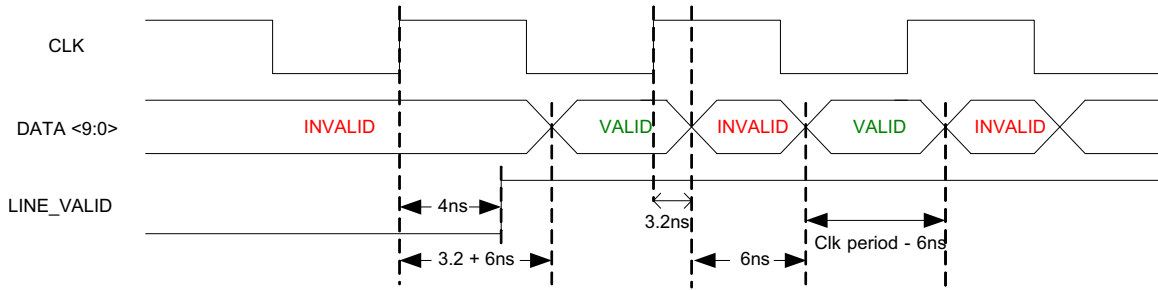 CLK
DATA <9:0>
INVALID
VALID
INVALID
VALID
INVALID
LINE_VALID
4ns
3.2ns
3.2 + 6ns
6ns
Clk period - 6ns